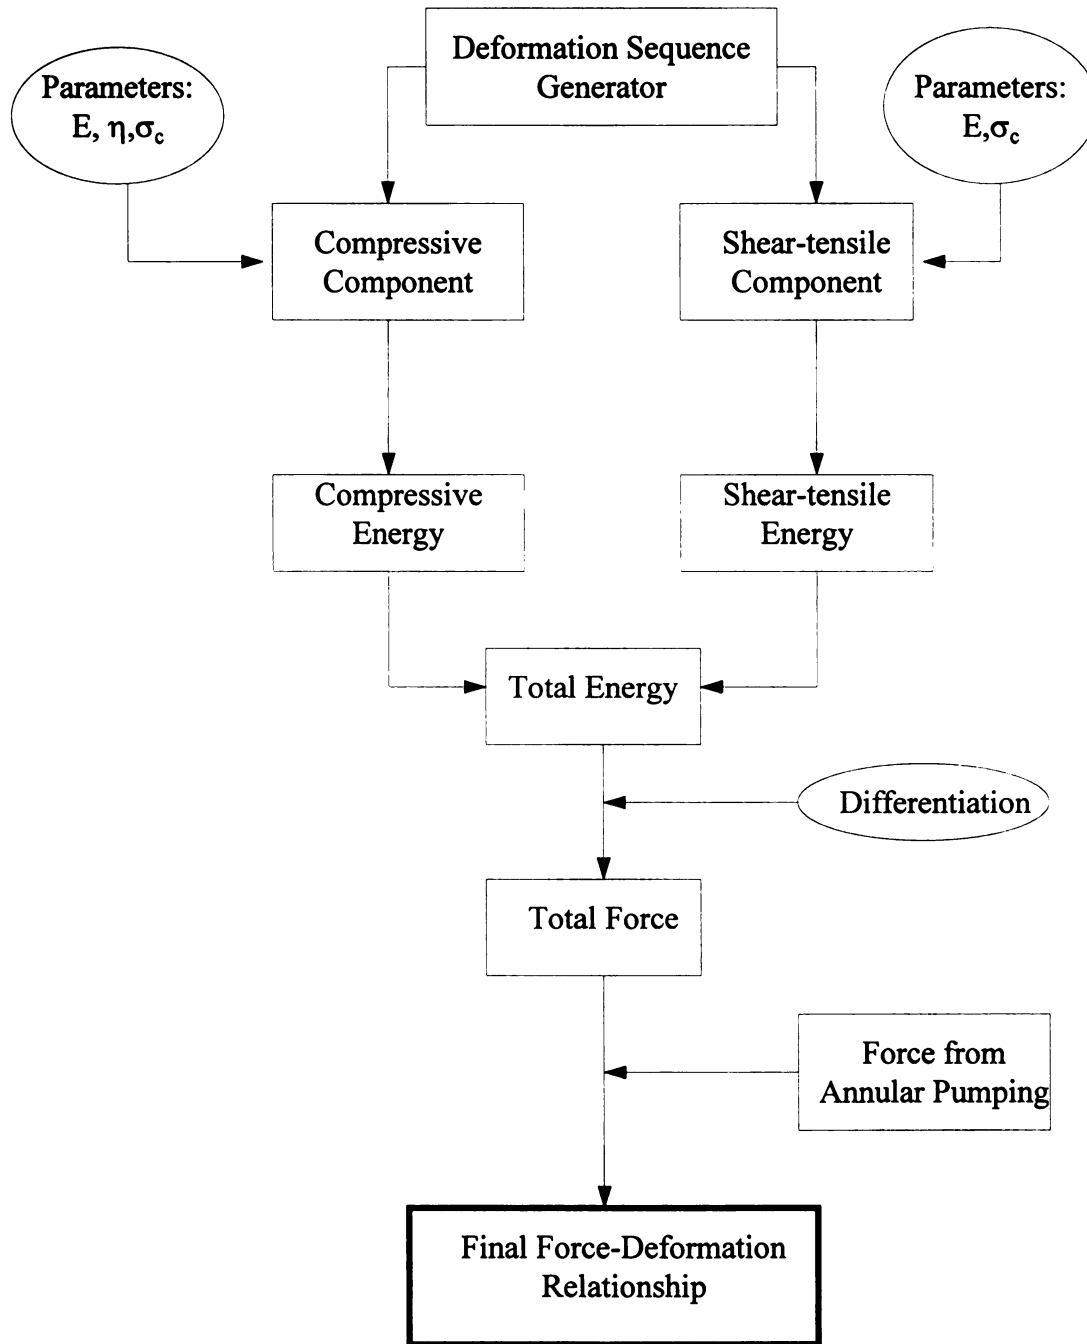 Deformation Sequence
Generator
Parameters:
E, η,σc
Parameters:
E,σc
Compressive
Component
Shear-tensile
Component
Compressive
Energy
Shear-tensile
Energy
Total Energy
Differentiation
Total Force
Force from
Annular Pumping
Final Force-Deformation
Relationship